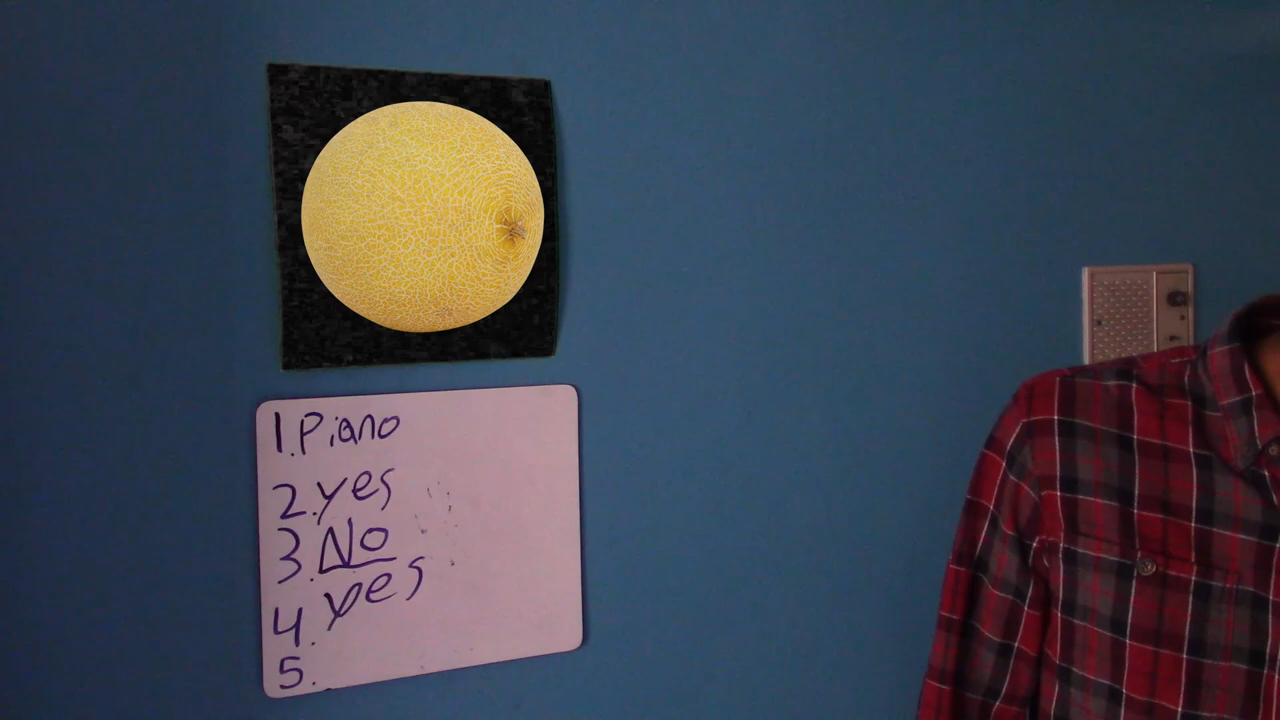 1. Piano
2. yes
3. No
4. yes
5.